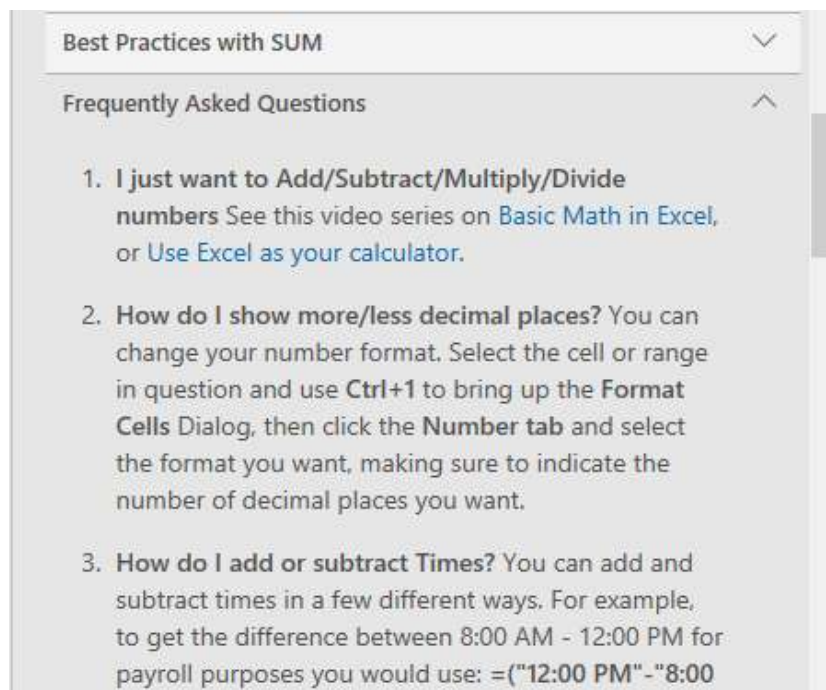 Best Practices with SUM
Frequently Asked Questions
1. I just want to Add/Subtract/Multiply/Divide
numbers See this video series on Basic Math in Excel,
or Use Excel as your calculator.
2. How do I show more/less decimal places? You can
change your number format. Select the cell or range
in question and use Ctrl+1 to bring up the Format
Cells Dialog, then click the Number tab and select
the format you want, making sure to indicate the
number of decimal places you want.
3. How do I add or subtract Times? You can add and
subtract times in a few different ways. For example,
to get the difference between 8:00 AM - 12:00 PM for
payroll purposes you would use: =("12:00 PM"-"8:00